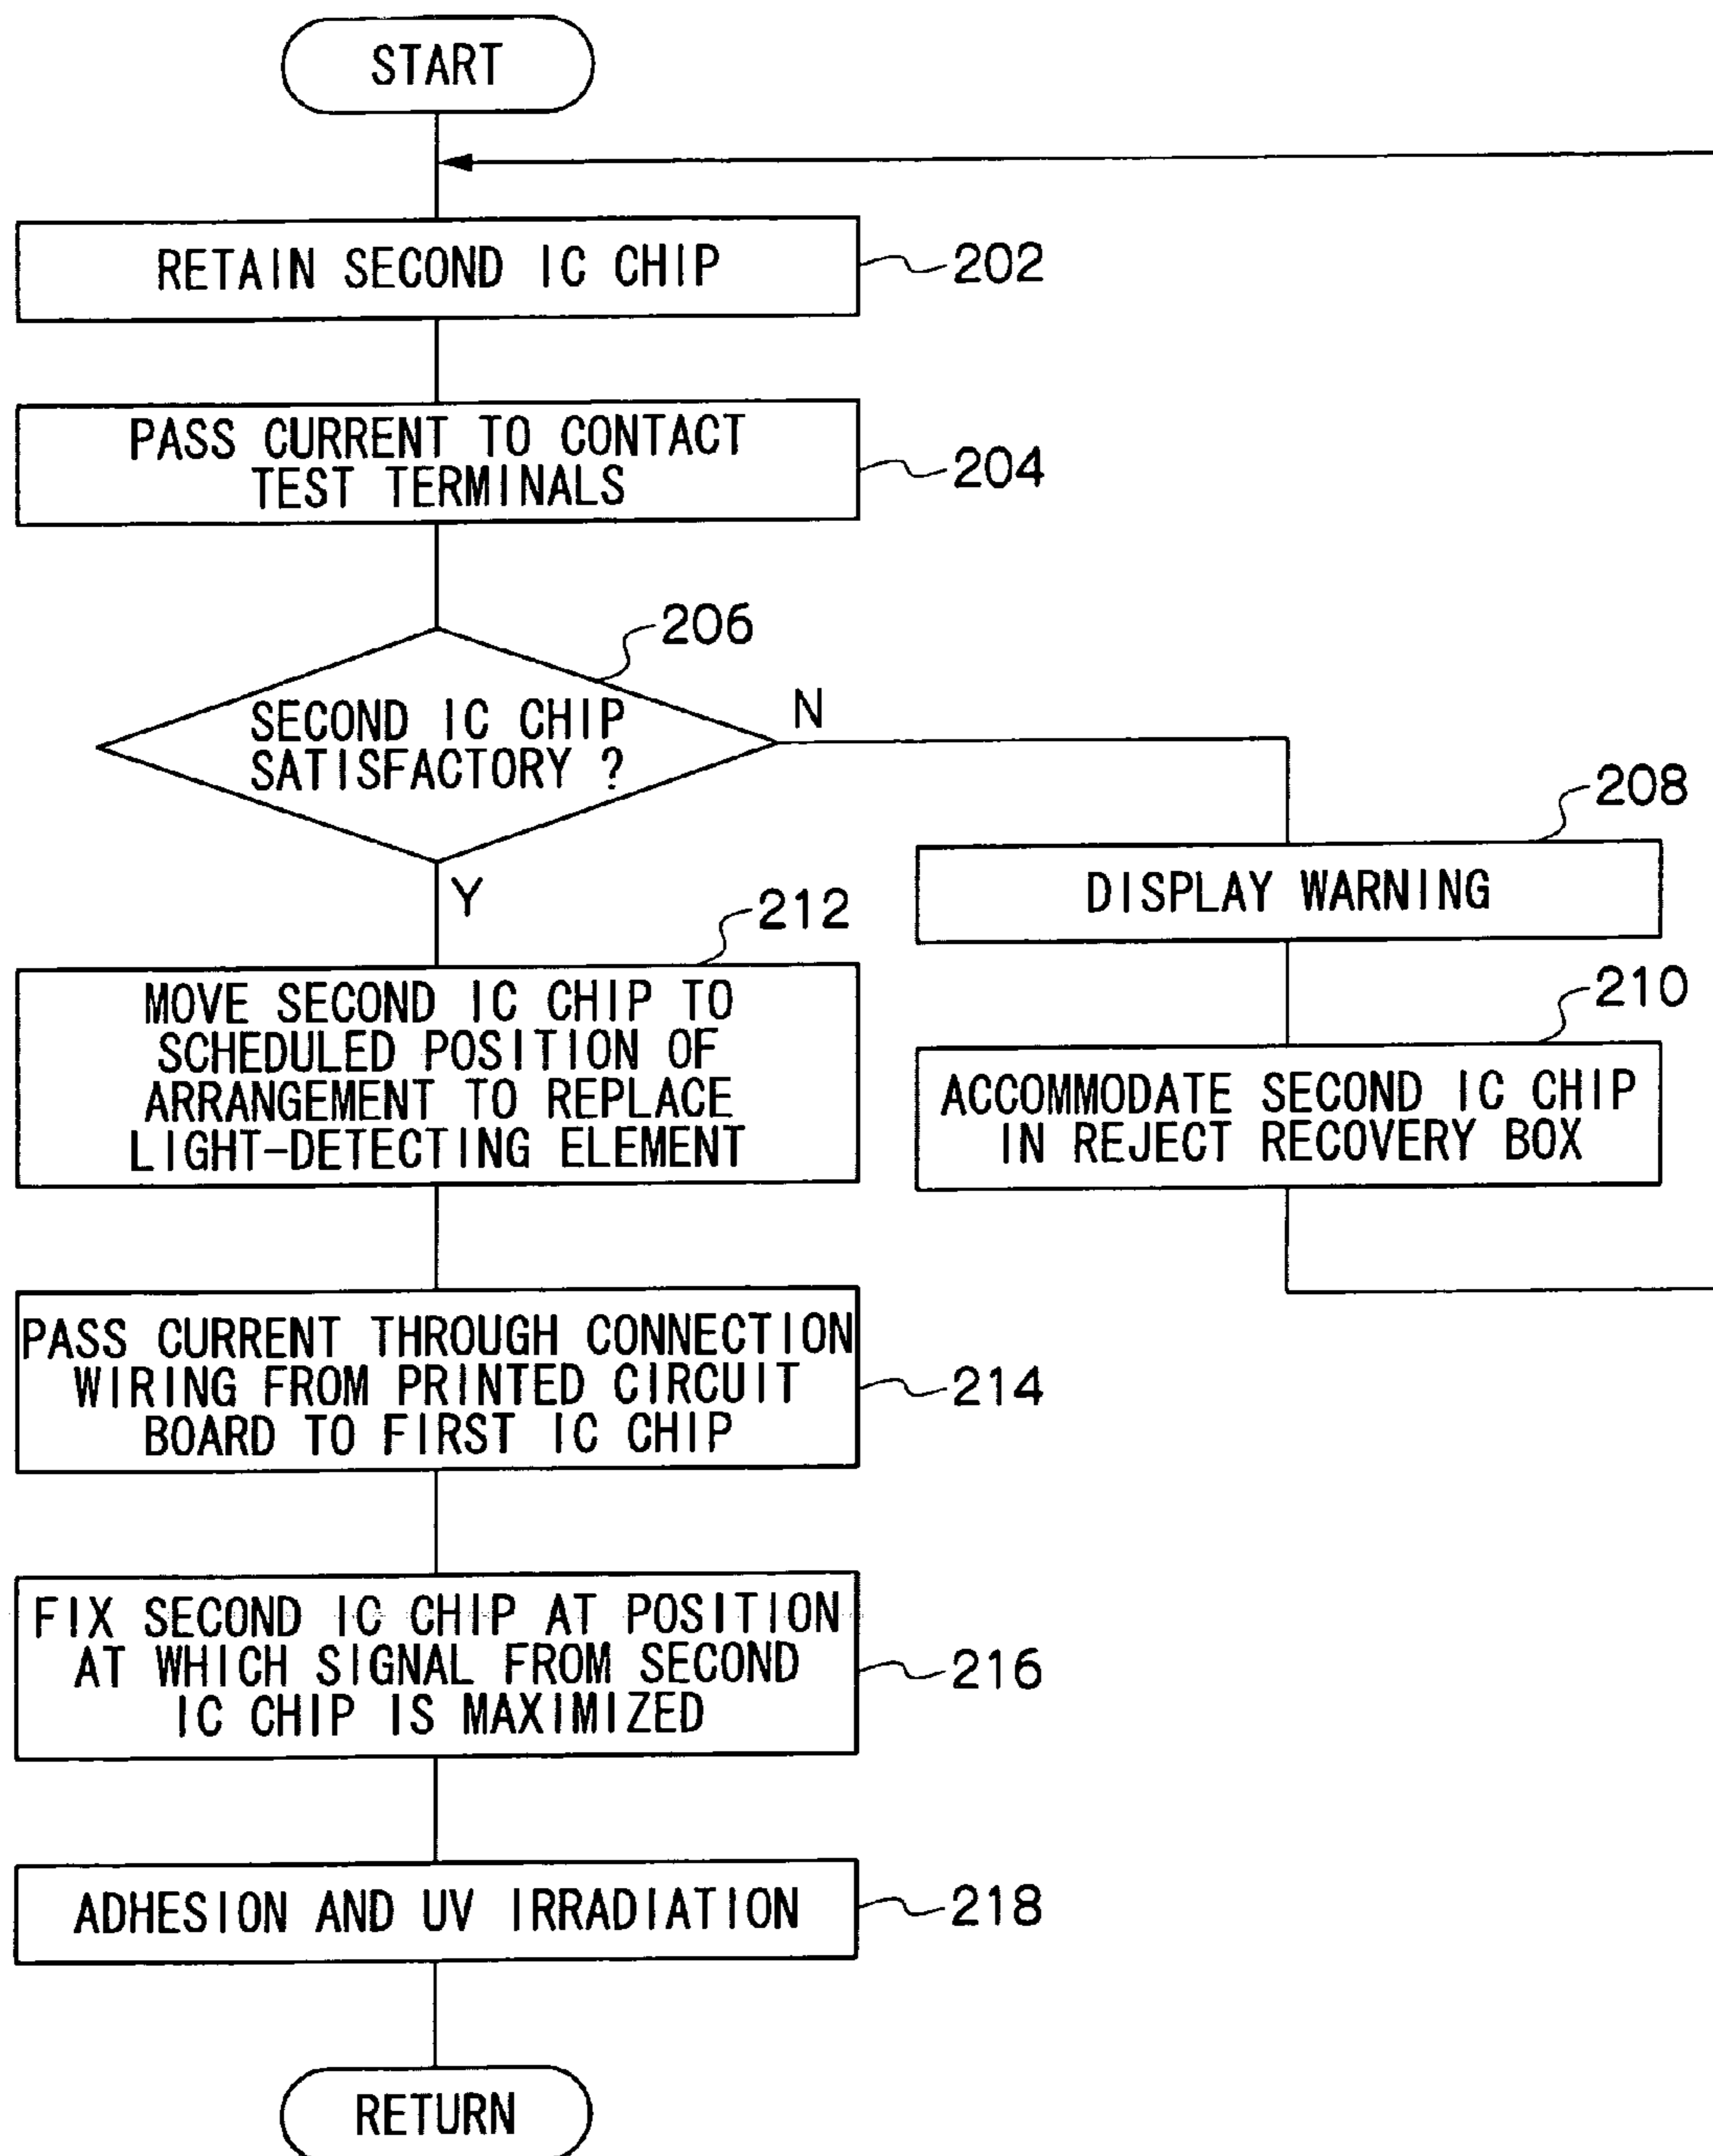 START
RETAIN SECOND IC CHIP
202
PASS CURRENT TO CONTACT
TEST TERMINALS
204
206
SECOND IC CHIP
SATISFACTORY ?
N
Y
208
DISPLAY WARNING
210
ACCOMMODATE SECOND IC CHIP
IN REJECT RECOVERY BOX
212
MOVE SECOND IC CHIP TO
SCHEDULED POSITION OF
ARRANGEMENT TO REPLACE
LIGHT-DETECTING ELEMENT
PASS CURRENT THROUGH CONNECTION
WIRING FROM PRINTED CIRCUIT
BOARD TO FIRST IC CHIP
214
FIX SECOND IC CHIP AT POSITION
AT WHICH SIGNAL FROM SECOND
IC CHIP IS MAXIMIZED
216
ADHESION AND UV IRRADIATION
218
RETURN